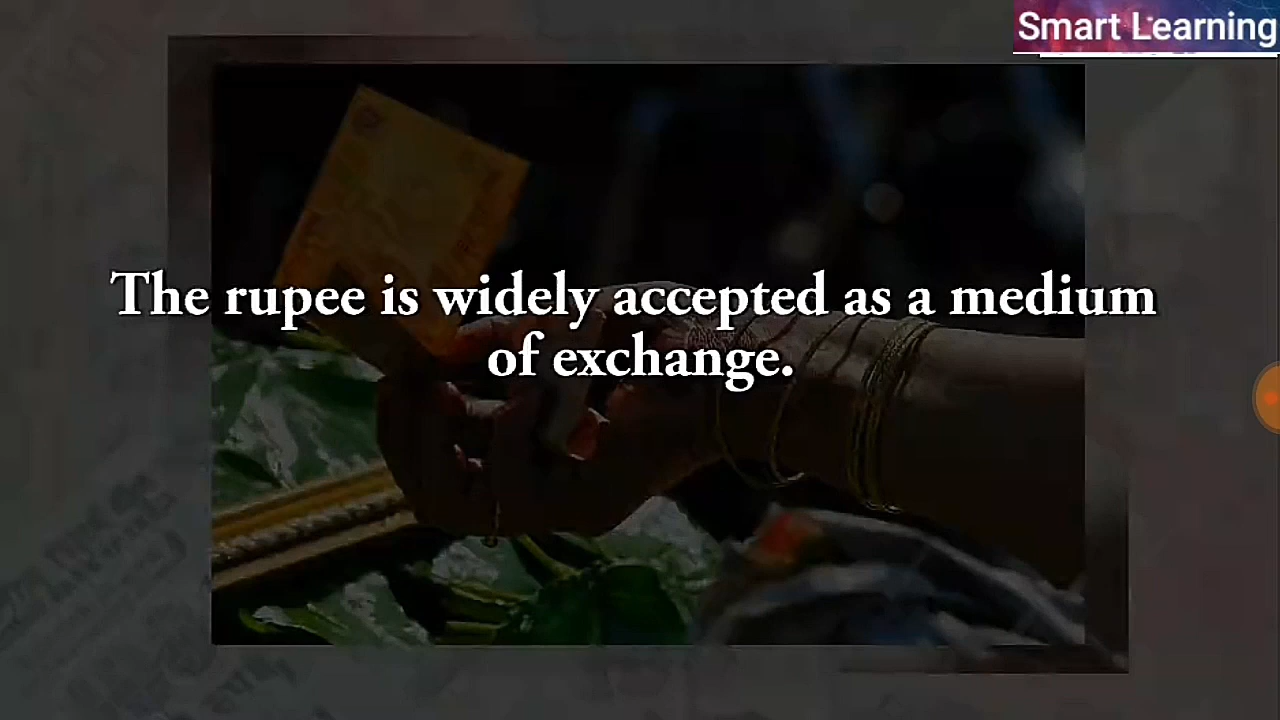 Smart Learning
The rupee is widely accepted as a medium
of exchange.